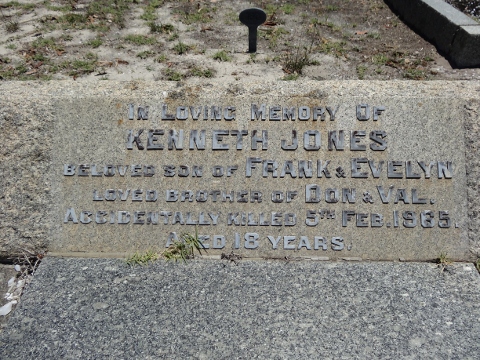 IN LOVING MEMORY OF
KENNETH JONES
BELOVED SON OF FRANK & EVELYN
LOVED BROTHER OF DON & VAL.
ACCIDENTALLY KILLED 5TH FEB. 1965.
AGED 18 YEARS.